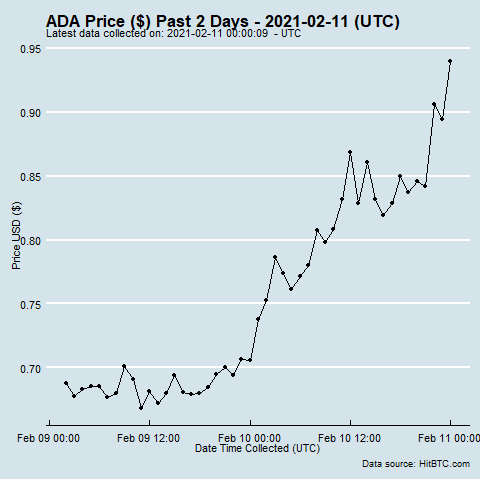 ADA Price ($) Past 2 Days - 2021-02-11 (UTC)
Latest data collected on: 2021-02-11 00:00:09  - UTC
0.95
0.90
0.85
0.80
0.75
0.70
Price USD ($)
Feb 09 00:00
Feb 09 12:00
Feb 10 00:00
Feb 10 12:00
Feb 11 00:00
Date Time Collected (UTC)
Data source: HitBTC.com